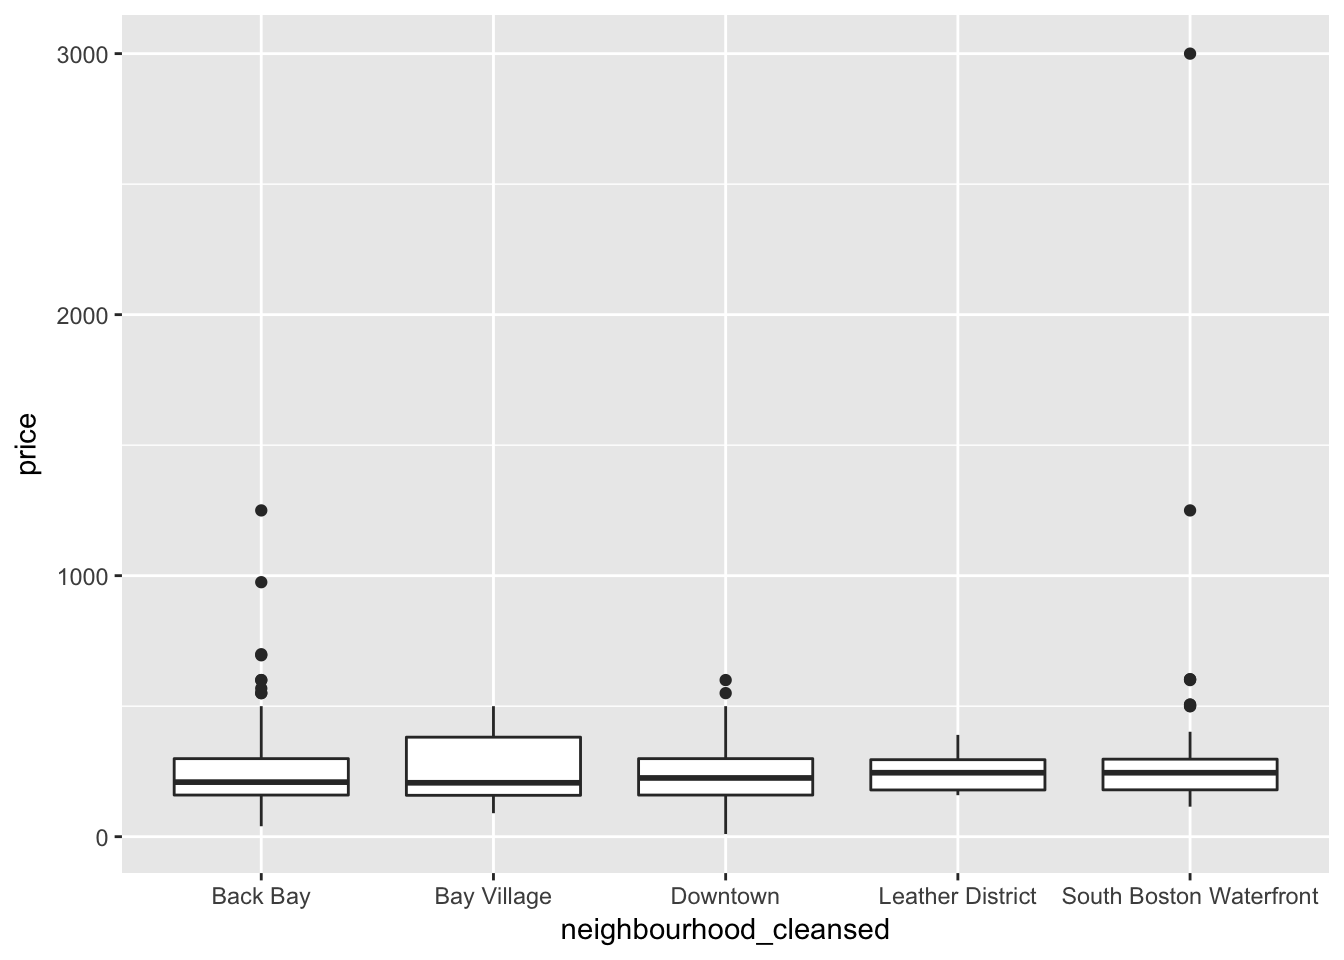 3000
2000
1000
0
price
Back Bay
Bay Village
Downtown
Leather District
South Boston Waterfront
neighbourhood_cleansed